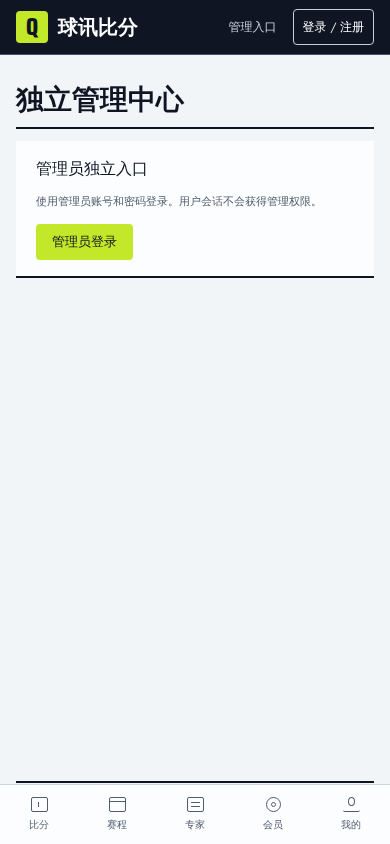 Q 球讯比分 管理入口 登录 / 注册
独立管理中心
管理员独立入口
使用管理员账号和密码登录。用户会话不会获得管理权限。
管理员登录
比分 赛程 专家 会员 我的